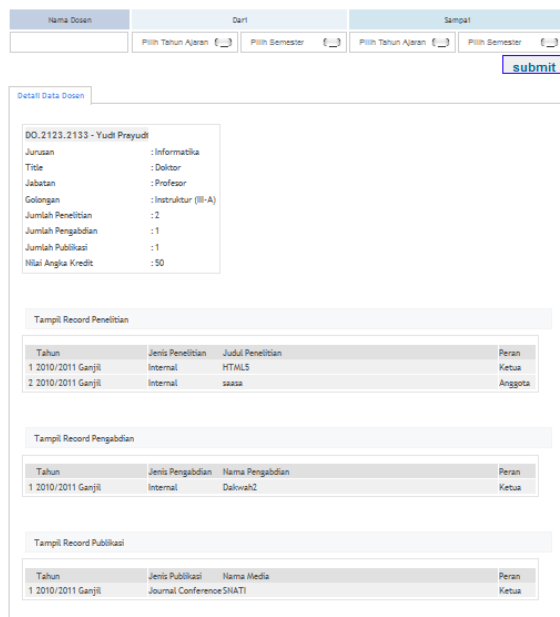 Nama Dosen Dari Sampai
Pilih Tahun Ajaran Pilih Semester Pilih Tahun Ajaran Pilih Semester
submit
Detail Data Dosen
DO.2123.2133 - Yudi Prayudi
Jurusan : Informatika
Title : Doktor
Jabatan : Profesor
Golongan : Instruktur (III-A)
Jumlah Penelitian : 2
Jumlah Pengabdian : 1
Jumlah Publikasi : 1
Nilai Angka Kredit : 50
Tampil Record Penelitian
Tahun Jenis Penelitian Judul Penelitian Peran
1 2010/2011 Ganjil Internal HTML5 Ketua
2 2010/2011 Ganjil Internal saasa Anggota
Tampil Record Pengabdian
Tahun Jenis Pengabdian Nama Pengabdian Peran
1 2010/2011 Ganjil Internal Dakwah2 Ketua
Tampil Record Publikasi
Tahun Jenis Publikasi Nama Media Peran
1 2010/2011 Ganjil Journal Conference SNATI Ketua